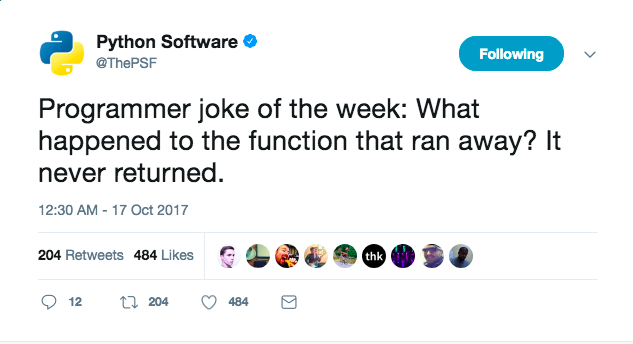 Python Software
@ThePSF
Following
Programmer joke of the week: What
happened to the function that ran away? It
never returned.
12:30 AM - 17 Oct 2017
204 Retweets 484 Likes
thk
12 204 484